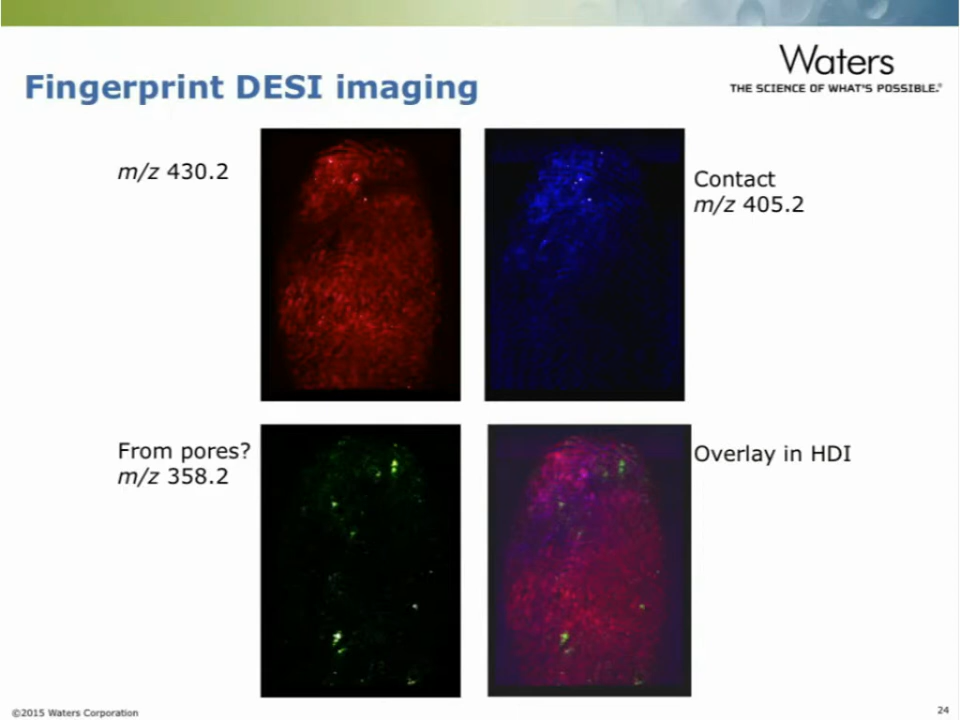 Waters
THE SCIENCE OF WHAT'S POSSIBLE.®
Fingerprint DESI imaging
m/z 430.2
Contact
m/z 405.2
From pores?
m/z 358.2
Overlay in HDI
©2015 Waters Corporation
24